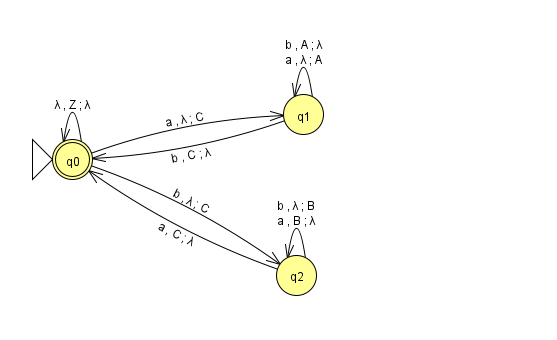 b , A ; λ
a , λ ; A
λ , Z ; λ
a , λ ; C
q1
b , C ; λ
q0
b , λ ; C
b , λ ; B
a , B ; λ
a , C ; λ
q2